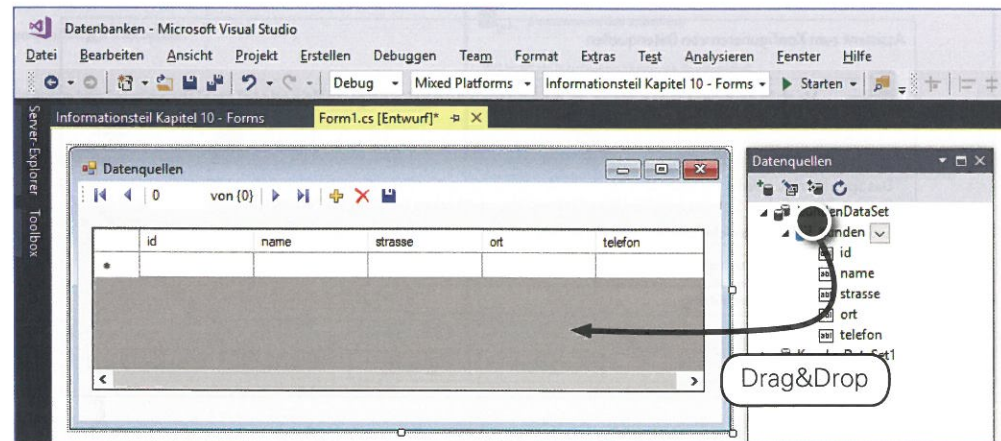 Datenbanken - Microsoft Visual Studio
Datei Bearbeiten Ansicht Projekt Erstellen Debuggen Team Format Extras Test Analysieren Fenster Hilfe
Debug Mixed Platforms Informationsteil Kapitel 10 - Forms Starten
Informationsteil Kapitel 10 - Forms Form1.cs [Entwurf]*
Server-Explorer
Toolbox
Datenquellen
0 von {0}
id name strasse ort telefon
Datenquellen
id
name
strasse
ort
telefon
Drag&Drop